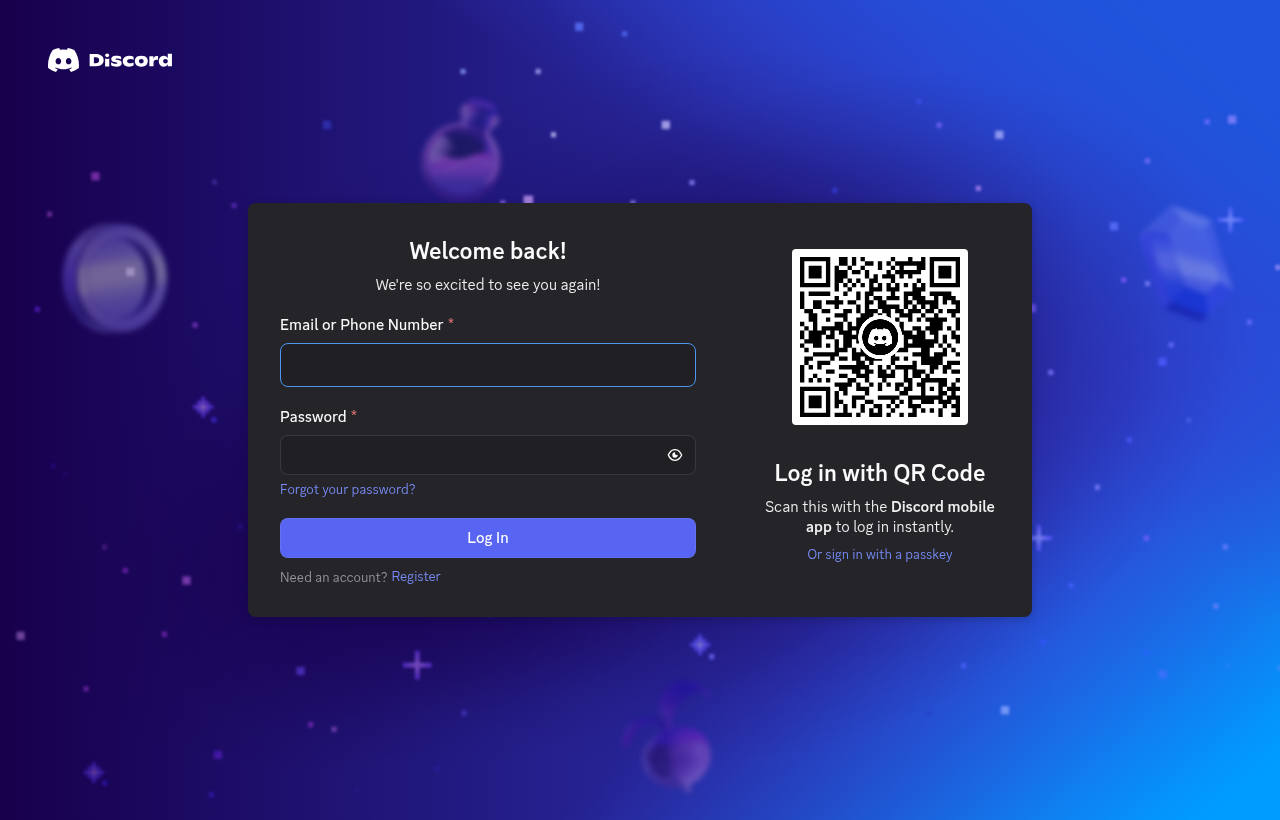 Discord
Welcome back!
We're so excited to see you again!
Email or Phone Number *
Password *
Forgot your password?
Log In
Need an account? Register
Log in with QR Code
Scan this with the Discord mobile
app to log in instantly.
Or sign in with a passkey